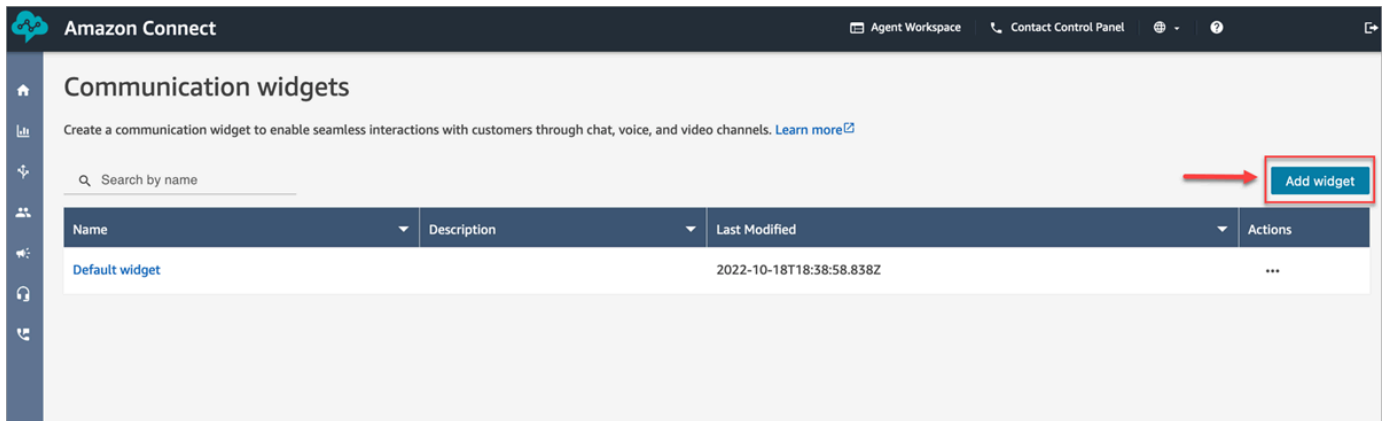 Amazon Connect
Agent Workspace
Contact Control Panel
Communication widgets
Create a communication widget to enable seamless interactions with customers through chat, voice, and video channels. Learn more
Search by name
Add widget
Name Description Last Modified Actions
Default widget 2022-10-18T18:38:58.838Z ...